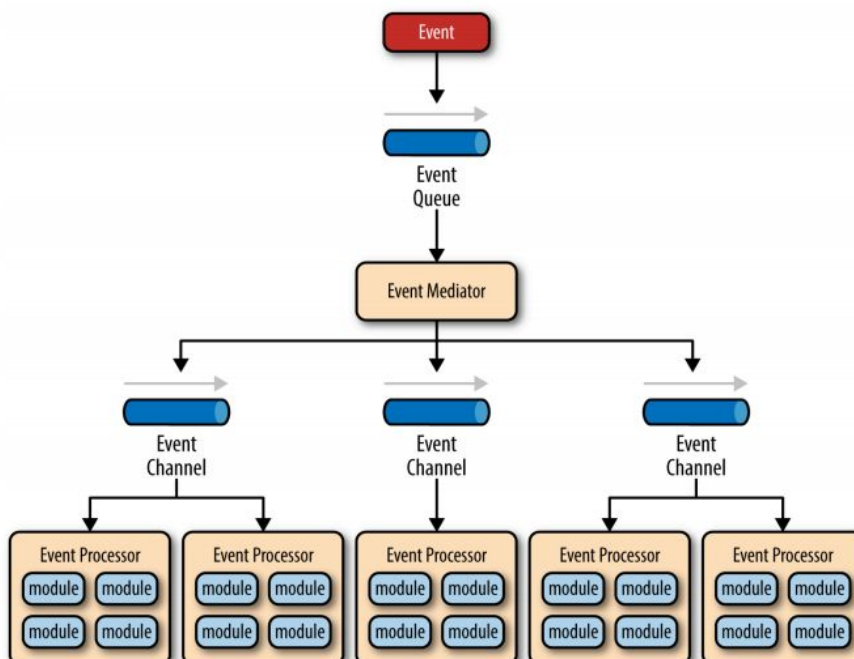 Event
Event
Queue
Event Mediator
Event
Channel
Event
Channel
Event
Channel
Event Processor
module module
module module
Event Processor
module module
module module
Event Processor
module module
module module
Event Processor
module module
module module
Event Processor
module module
module module